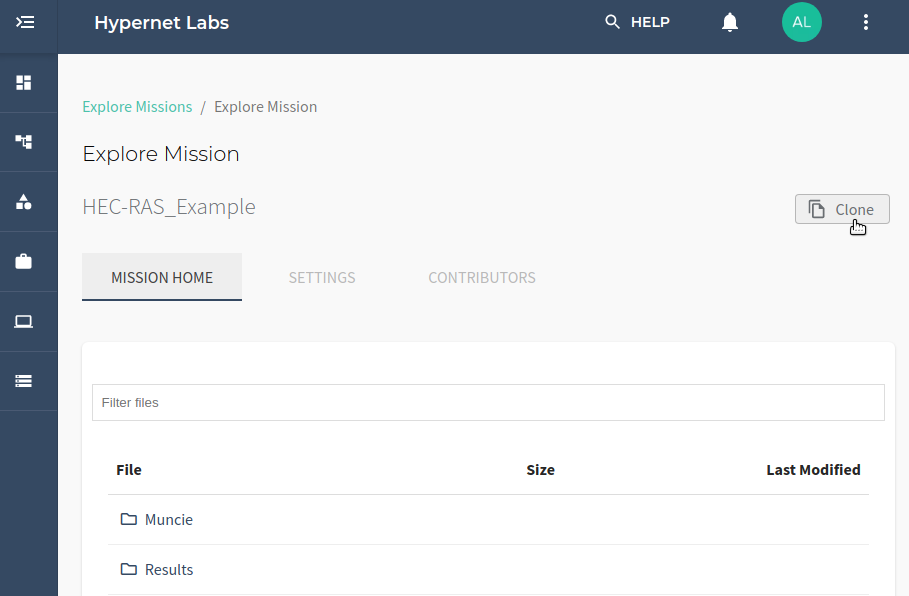 Hypernet Labs HELP AL
Explore Missions / Explore Mission
Explore Mission
HEC-RAS_Example
Clone
MISSION HOME SETTINGS CONTRIBUTORS
Filter files
File Size Last Modified
Muncie
Results